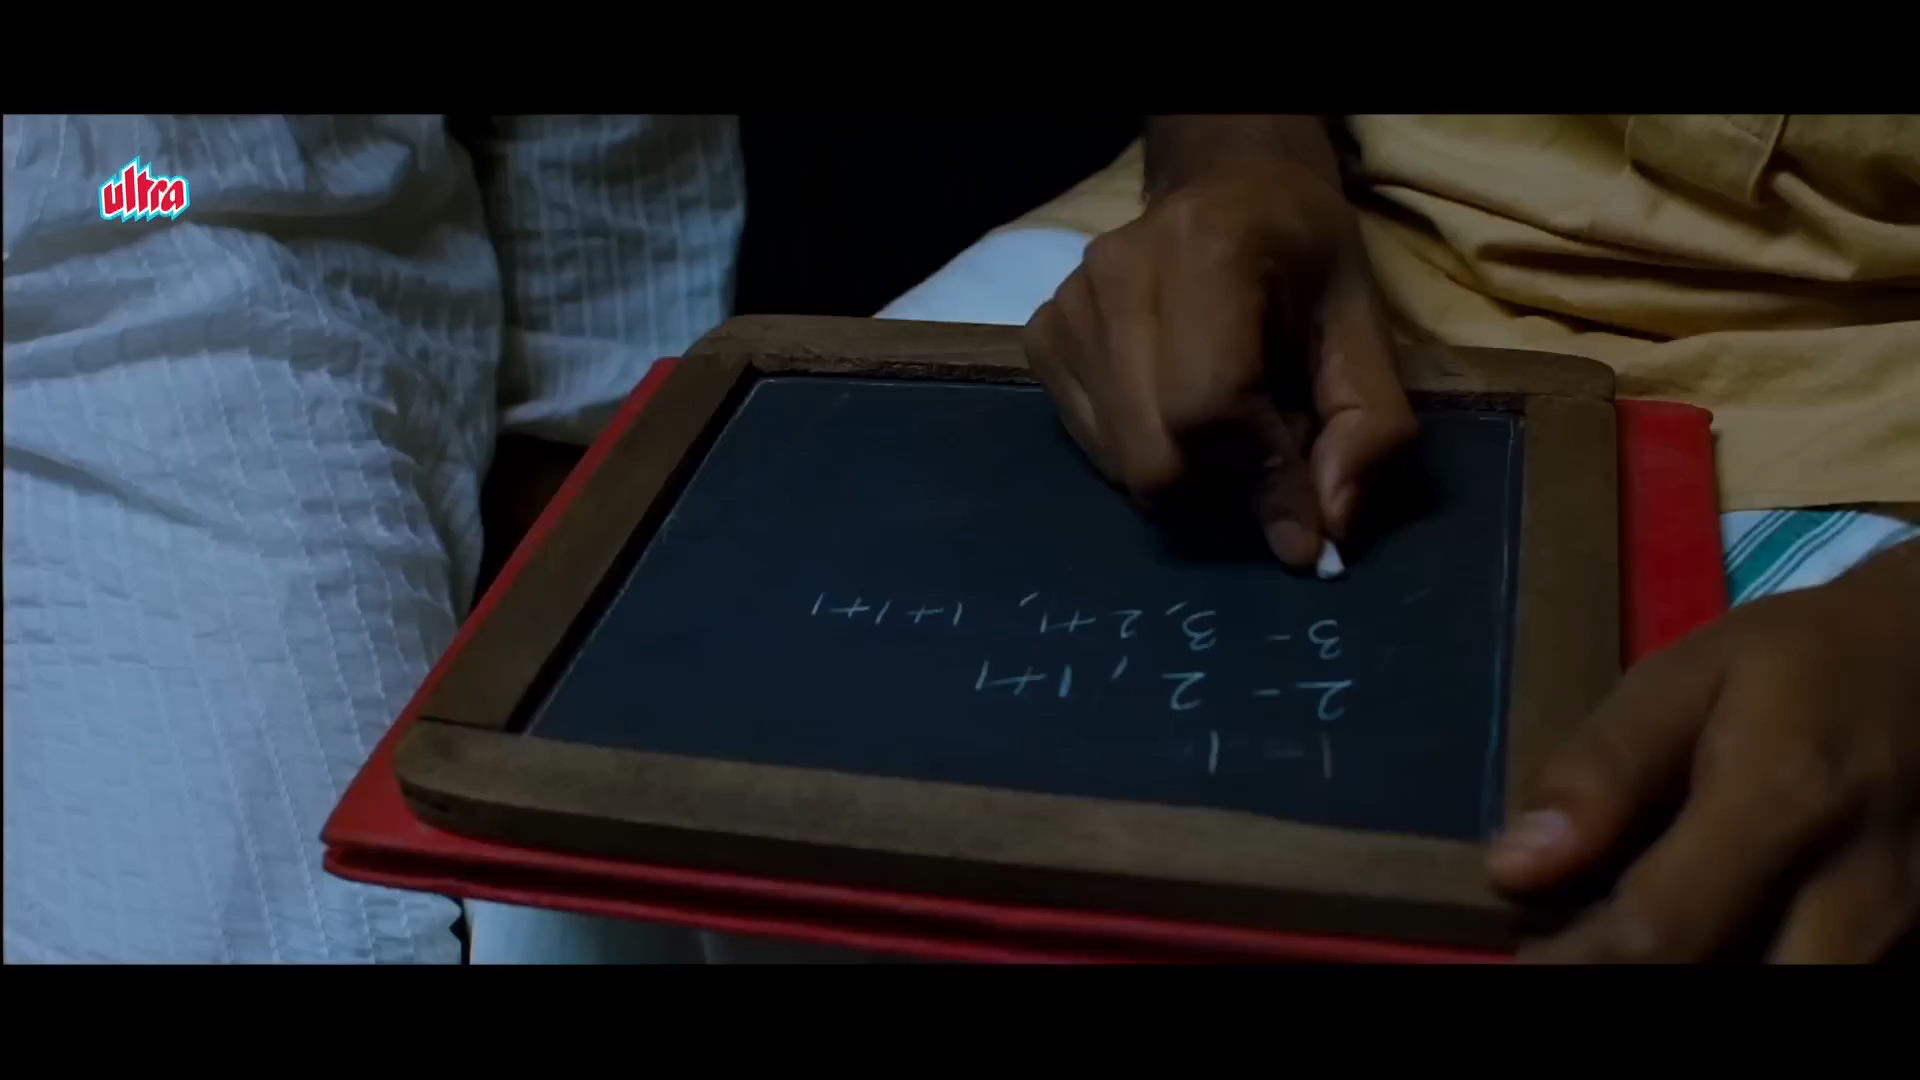 ultra
1 - 1
2 - 2, 1+1
3 - 3, 2+1, 1+1+1